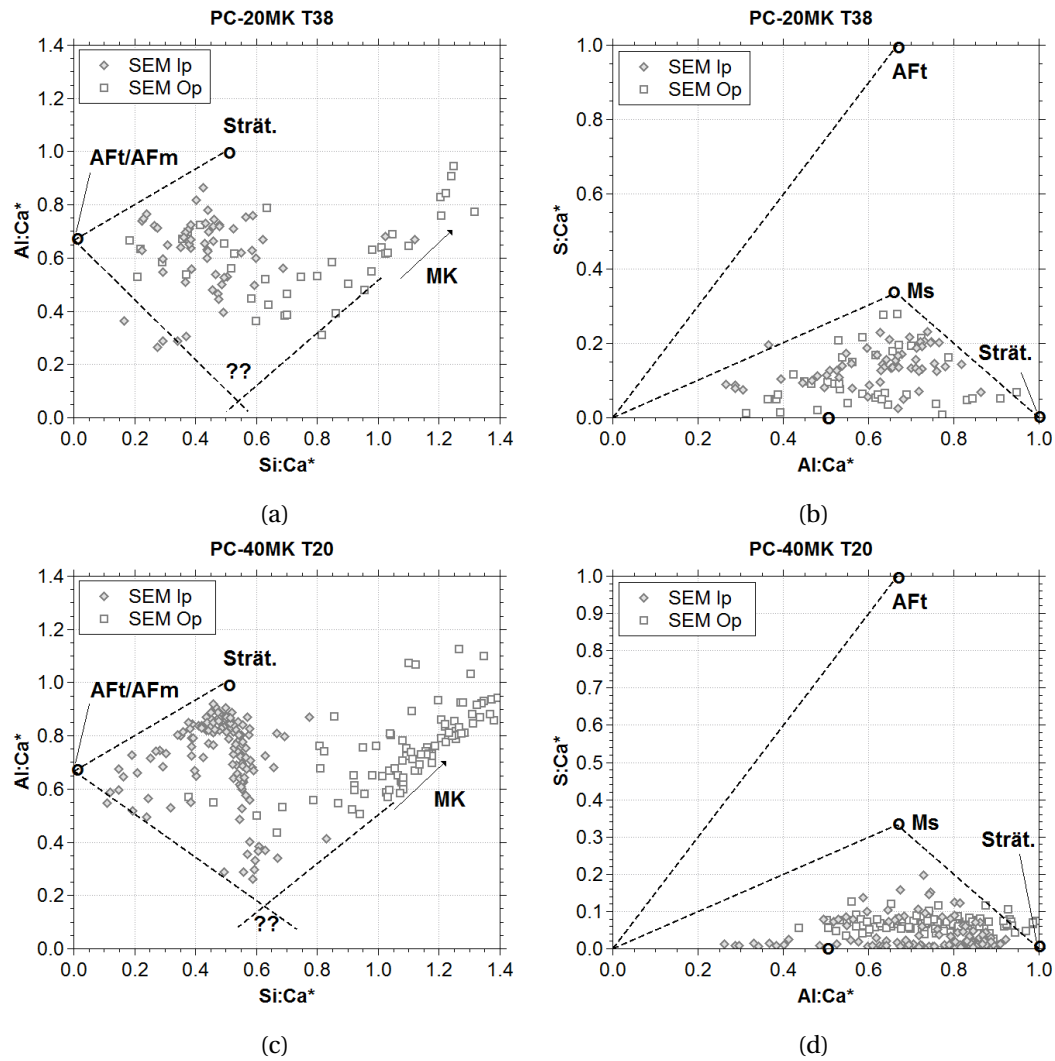 PC-20MK T38
SEM Ip
SEM Op
Strät.
AFt/AFm
MK
??
Al:Ca*
1.4
1.2
1.0
0.8
0.6
0.4
0.2
0.0
0.0 0.2 0.4 0.6 0.8 1.0 1.2 1.4
Si:Ca*
(a)
PC-20MK T38
SEM Ip
SEM Op
AFt
Ms
Strät.
S:Ca*
1.0
0.8
0.6
0.4
0.2
0.0
0.0 0.2 0.4 0.6 0.8 1.0
Al:Ca*
(b)
PC-40MK T20
SEM Ip
SEM Op
Strät.
AFt/AFm
MK
??
Al:Ca*
1.4
1.2
1.0
0.8
0.6
0.4
0.2
0.0
0.0 0.2 0.4 0.6 0.8 1.0 1.2 1.4
Si:Ca*
(c)
PC-40MK T20
SEM Ip
SEM Op
AFt
Ms
Strät.
S:Ca*
1.0
0.9
0.8
0.7
0.6
0.5
0.4
0.3
0.2
0.1
0.0
0.0 0.2 0.4 0.6 0.8 1.0
Al:Ca*
(d)